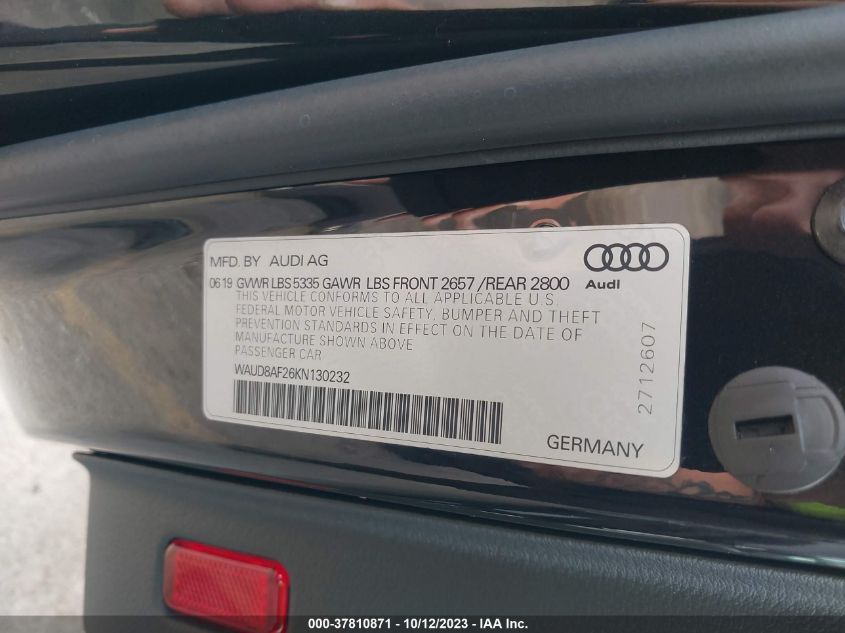 MFD. BY AUDI AG
Audi
06 19 GVWR LBS 5335 GAWR LBS FRONT 2657 /REAR 2800
THIS VEHICLE CONFORMS TO ALL APPLICABLE U.S.
FEDERAL MOTOR VEHICLE SAFETY, BUMPER AND THEFT
PREVENTION STANDARDS IN EFFECT ON THE DATE OF
MANUFACTURE SHOWN ABOVE
PASSENGER CAR
WAUD8AF26KN130232
2712607
GERMANY
000-37810871 - 10/12/2023 - IAA Inc.